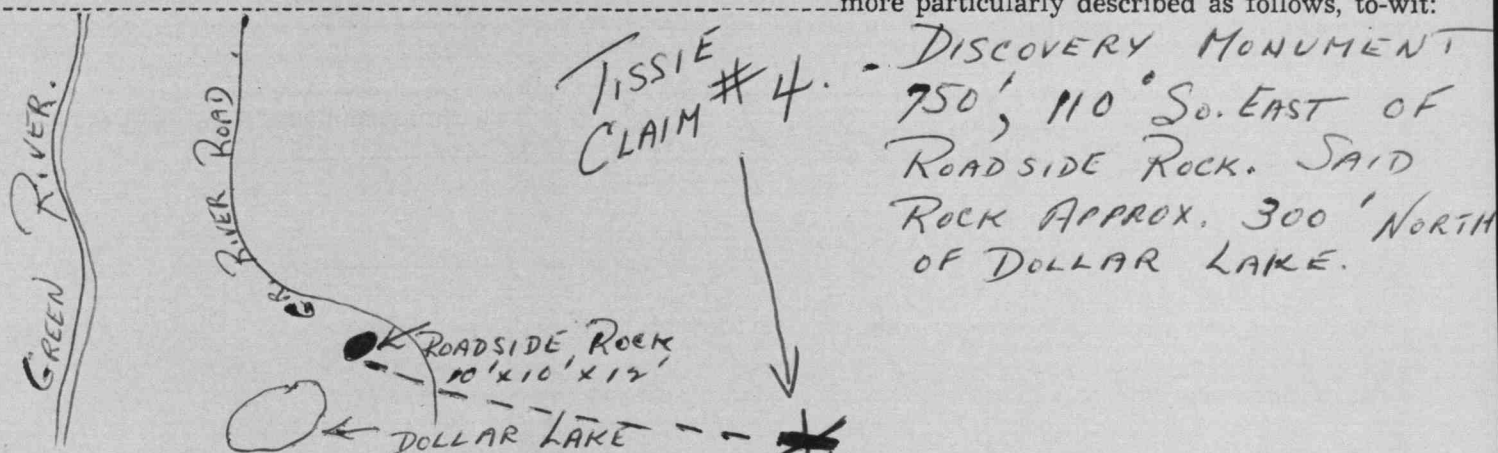 more particularly described as follows, to-wit:
DISCOVERY MONUMENT
750', 110° SO. EAST OF
ROADSIDE ROCK. SAID
ROCK APPROX. 300' NORTH
OF DOLLAR LAKE.
TISSIE
CLAIM #4.
GREEN RIVER.
RIVER ROAD.
G.R.
ROADSIDE ROCK
10'x10'x12'
DOLLAR LAKE